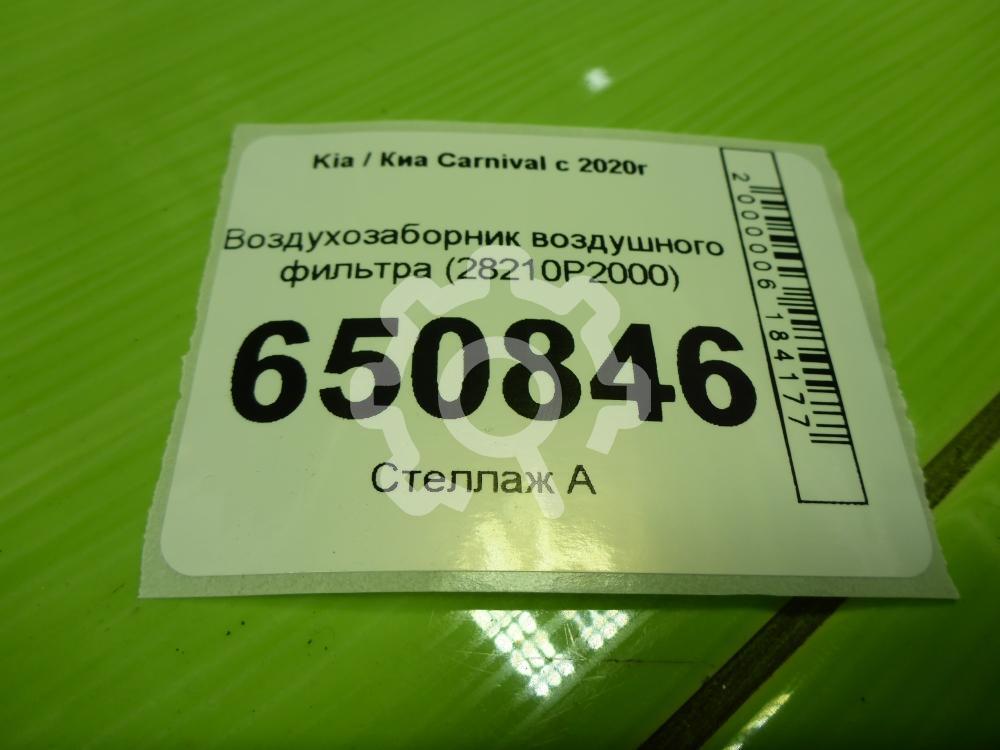 Kia / Киа Carnival с 2020г
Воздухозаборник воздушного
фильтра (28210P2000)
650846
Стеллаж А
2000006184177